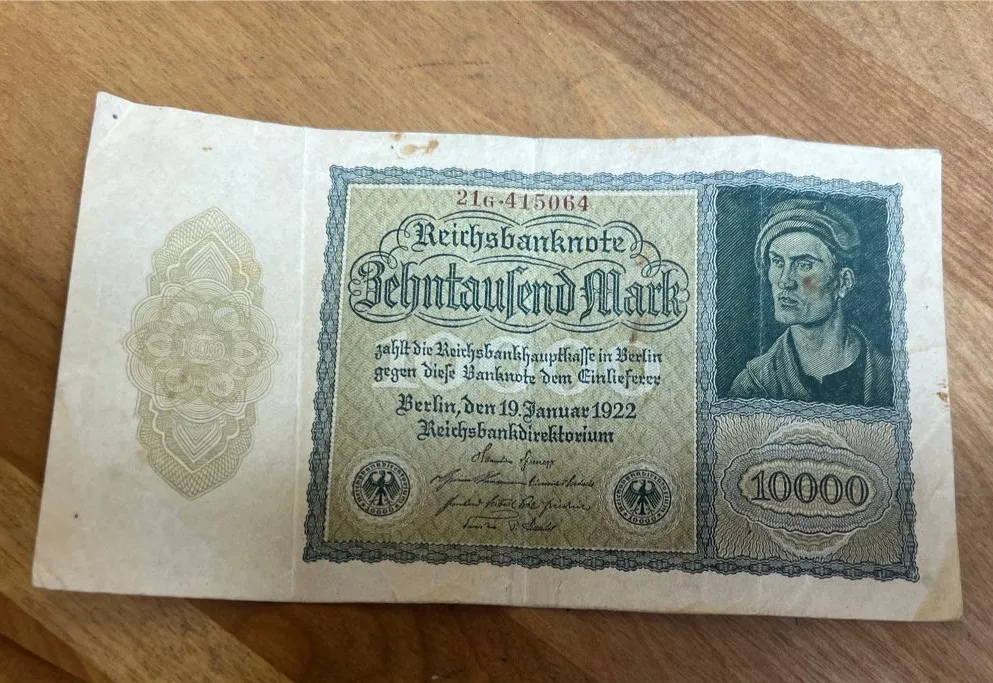 21G·415064
Reichsbanknote
Zehntausend Mark
zahlt die Reichsbankhauptkasse in Berlin
gegen diese Banknote dem Einlieferer
Berlin, den 19. Januar 1922
Reichsbankdirektorium
10000